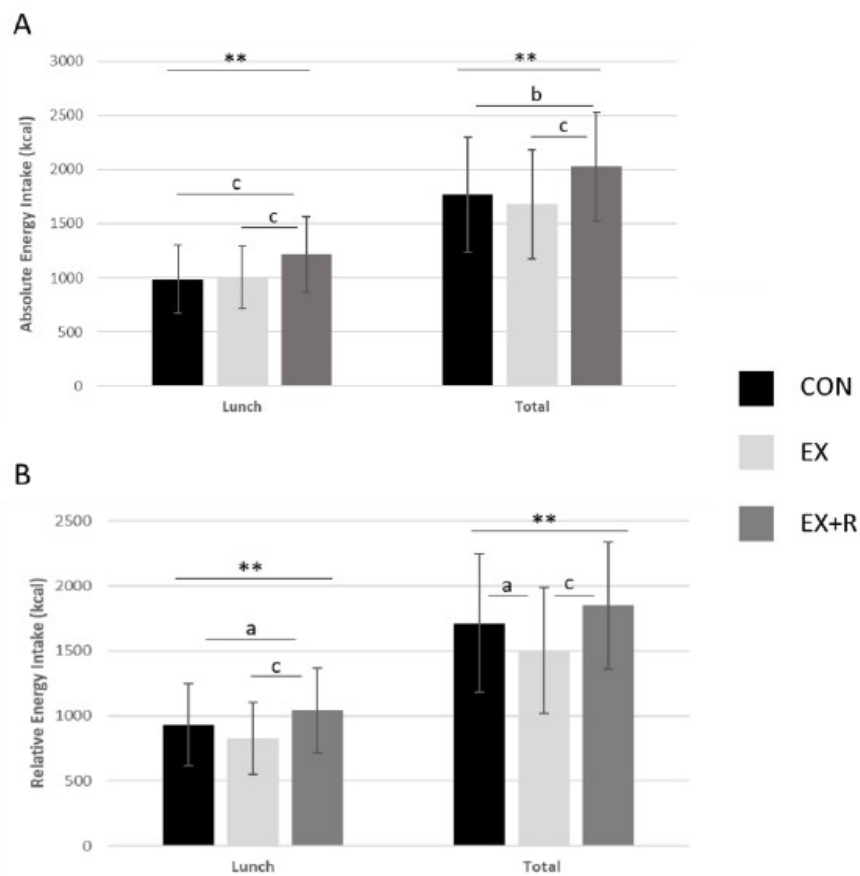 A
Absolute Energy Intake (kcal)
3000
2500
2000
1500
1000
500
0
**
c
c
**
b
c
Lunch
Total
CON
EX
EX+R
B
Relative Energy Intake (kcal)
2500
2000
1500
1000
500
0
**
a
c
**
a
c
Lunch
Total